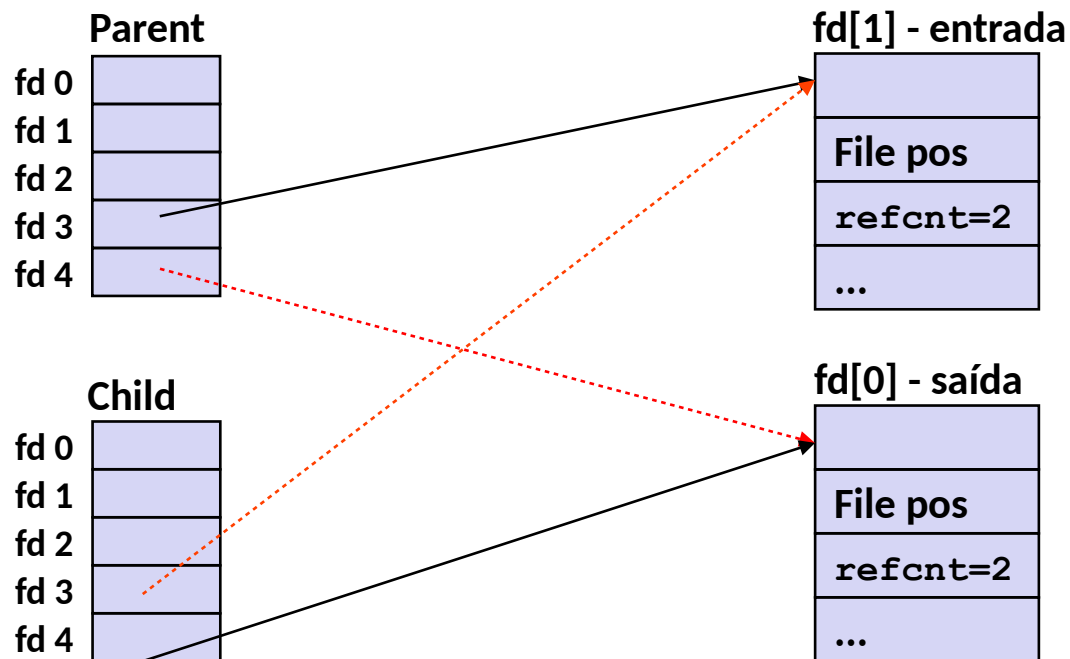 Parent
fd 0
fd 1
fd 2
fd 3
fd 4
fd[1] - entrada
File pos
refcnt=2
...
Child
fd 0
fd 1
fd 2
fd 3
fd 4
fd[0] - saída
File pos
refcnt=2
...